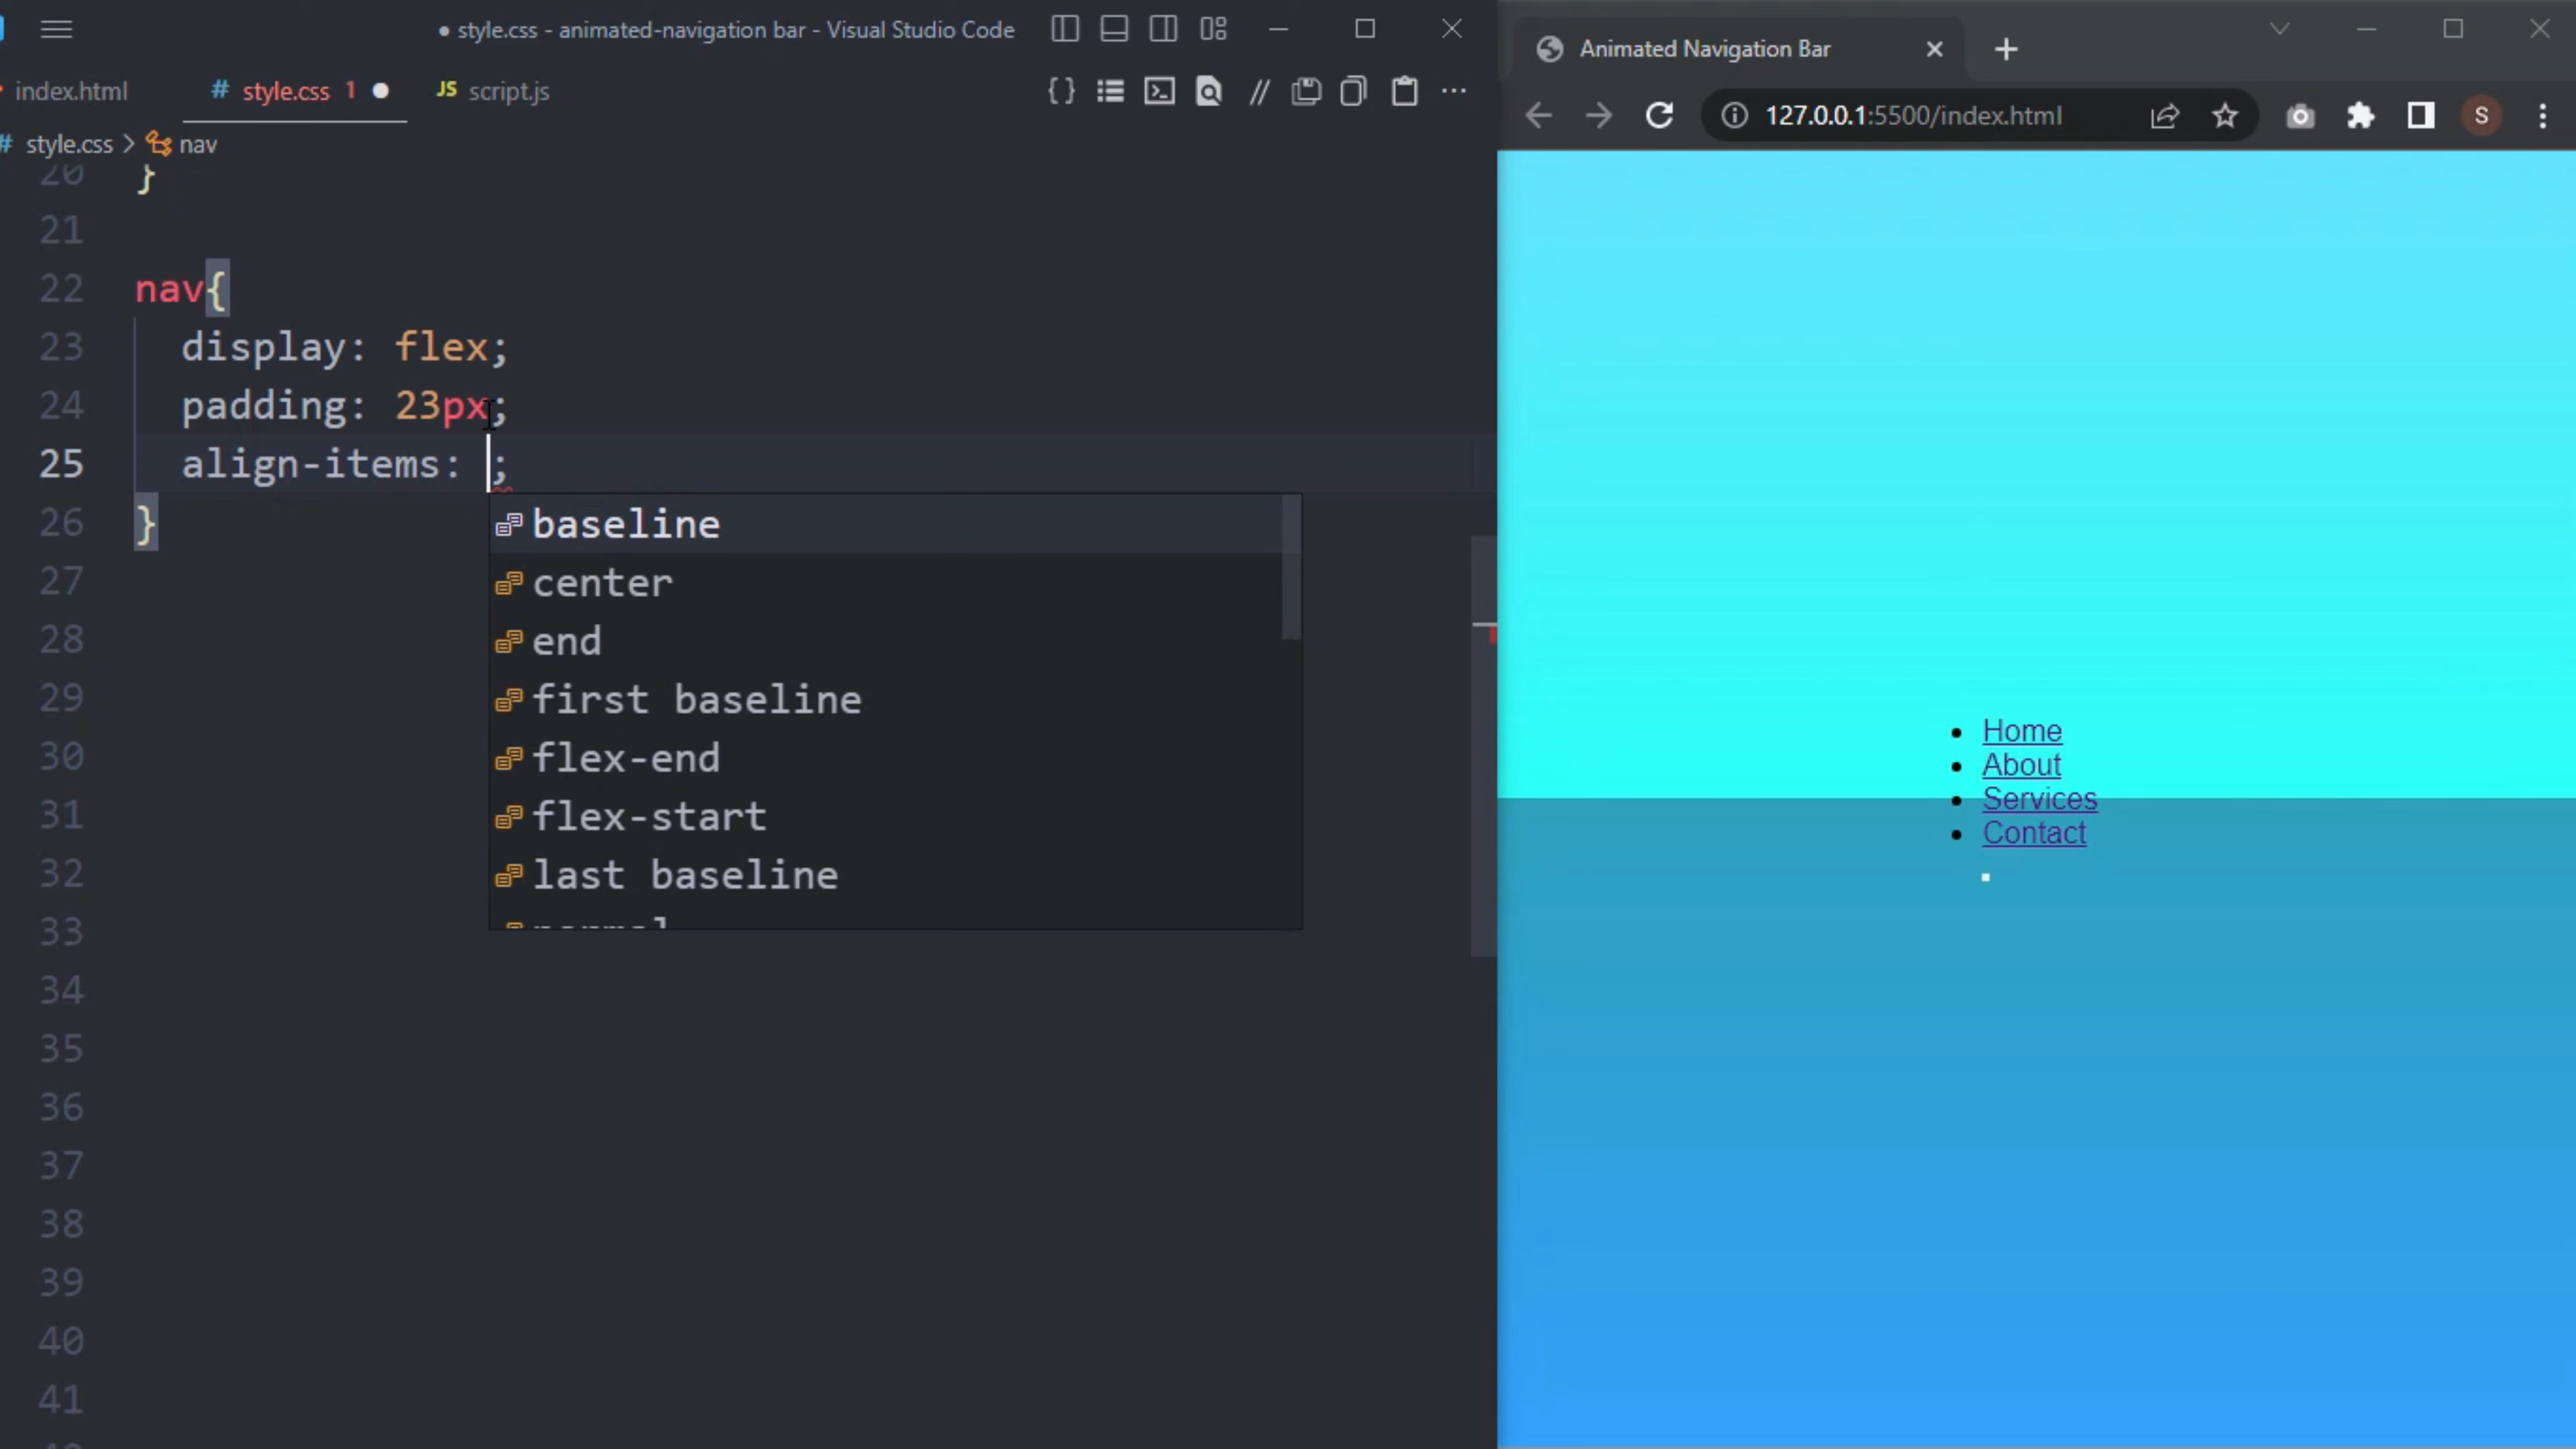 style.css - animated-navigation bar - Visual Studio Code
index.html
# style.css 1
JS script.js
# style.css > nav
20 }
21
22 nav{
23 display: flex;
24 padding: 23px;
25 align-items: ;
26 }
27
28
29
30
31
32
33
34
35
36
37
38
39
40
41
baseline
center
end
first baseline
flex-end
flex-start
last baseline
Animated Navigation Bar
127.0.0.1:5500/index.html
S
Home
About
Services
Contact